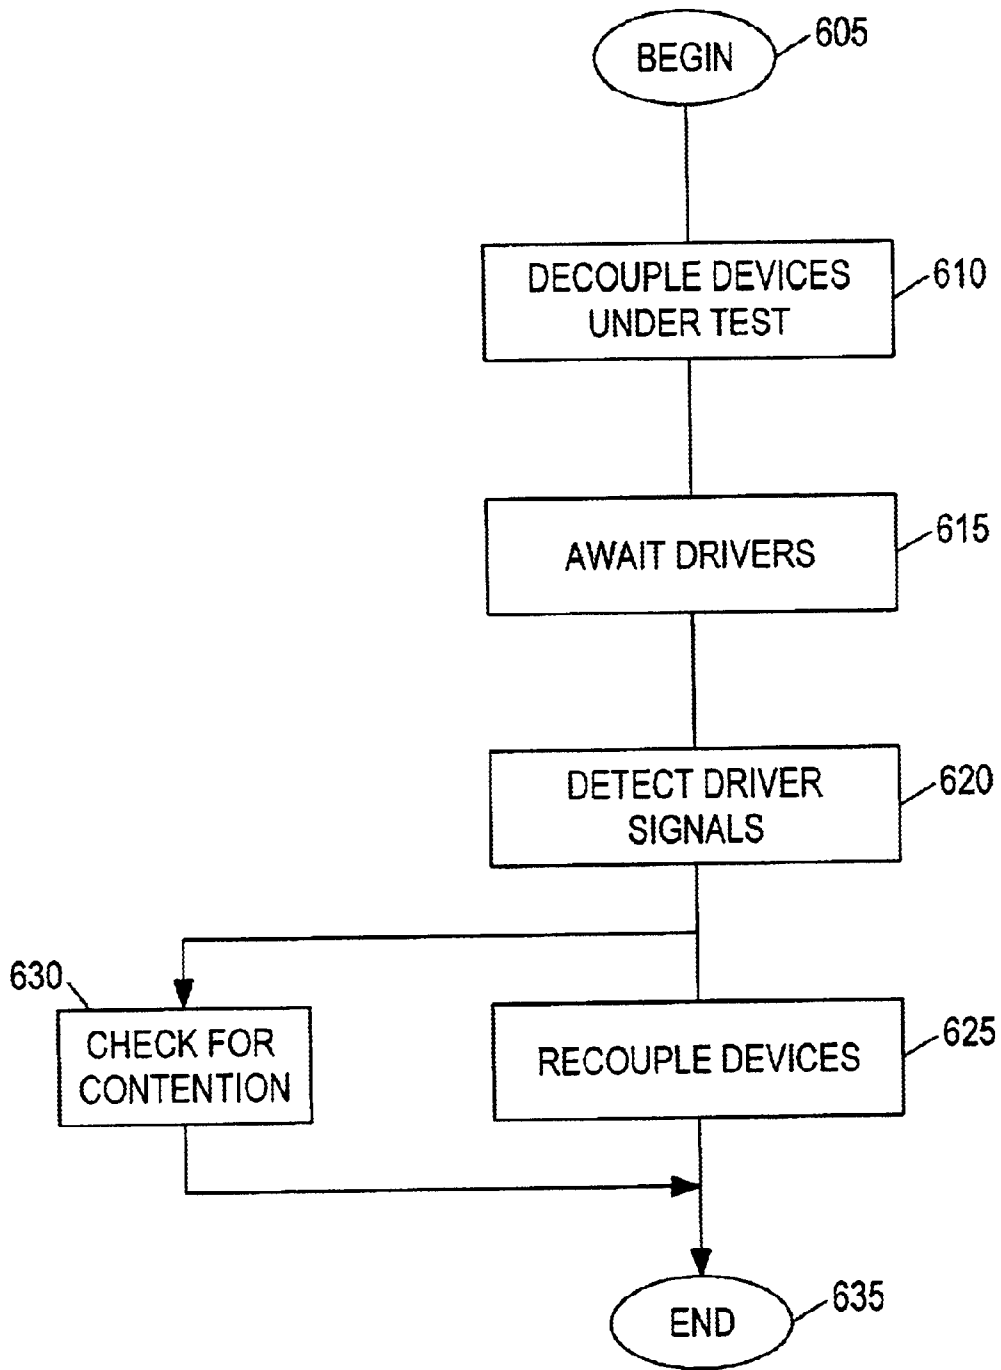 BEGIN
605
DECOUPLE DEVICES
UNDER TEST
610
AWAIT DRIVERS
615
DETECT DRIVER
SIGNALS
620
630
CHECK FOR
CONTENTION
RECOUPLE DEVICES
625
END
635